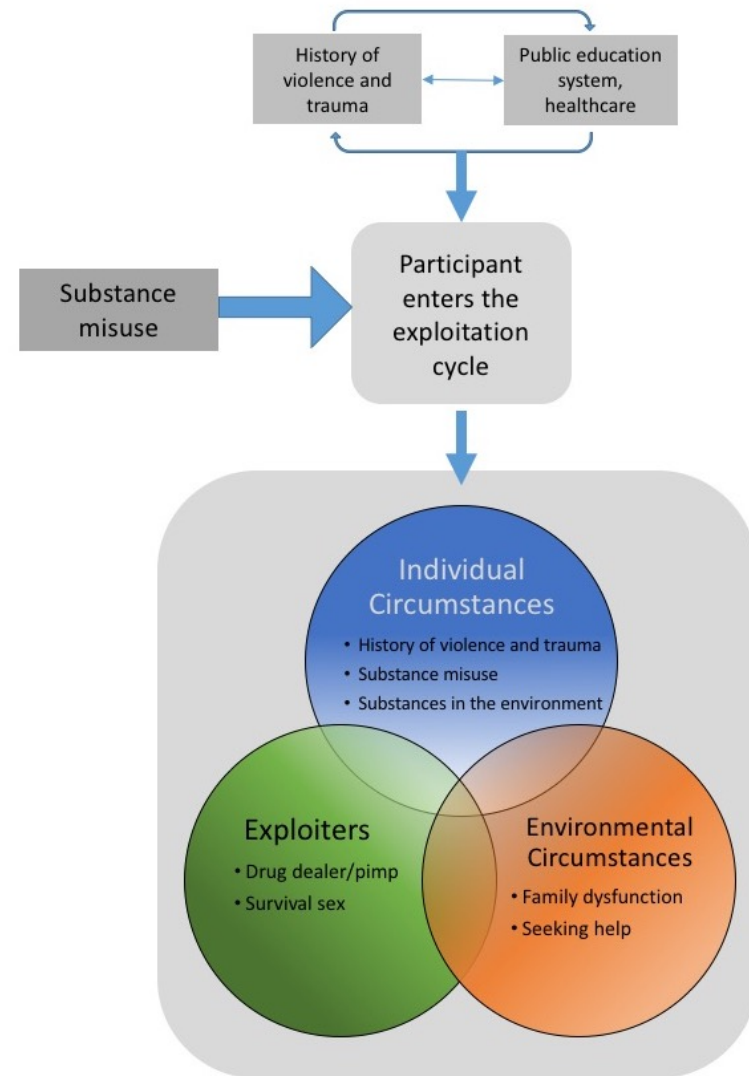 History of
violence and
trauma
Public education
system,
healthcare
Participant
enters the
exploitation
cycle
Substance
misuse
Individual
Circumstances
• History of violence and trauma
• Substance misuse
• Substances in the environment
Exploiters
• Drug dealer/pimp
• Survival sex
Environmental
Circumstances
• Family dysfunction
• Seeking help